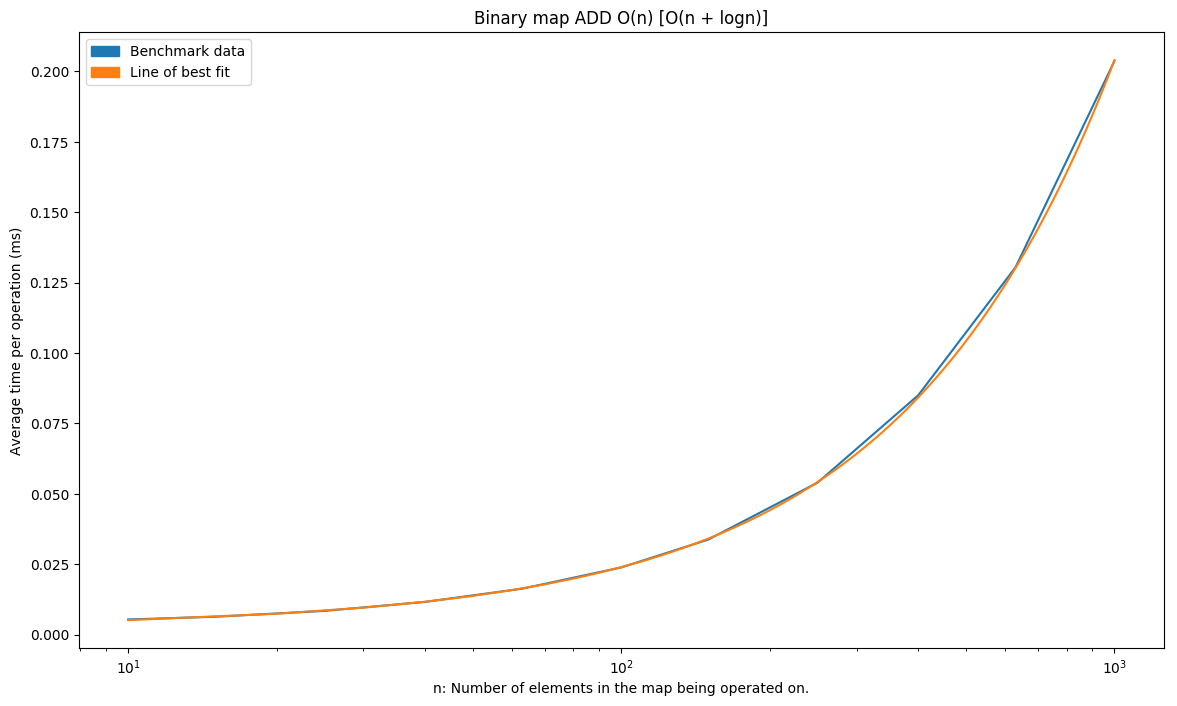 Binary map ADD O(n) [O(n + logn)]
Benchmark data
Line of best fit
0.200
0.175
0.150
0.125
0.100
0.075
0.050
0.025
0.000
Average time per operation (ms)
10¹
10²
10³
n: Number of elements in the map being operated on.